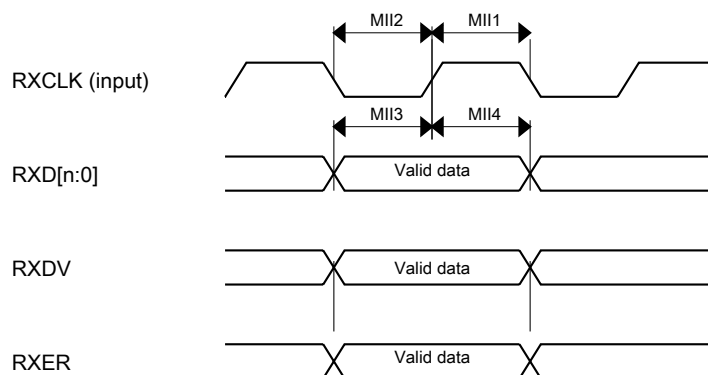 MII2 MII1
RXCLK (input)
MII3 MII4
RXD[n:0] Valid data
RXDV Valid data
RXER Valid data